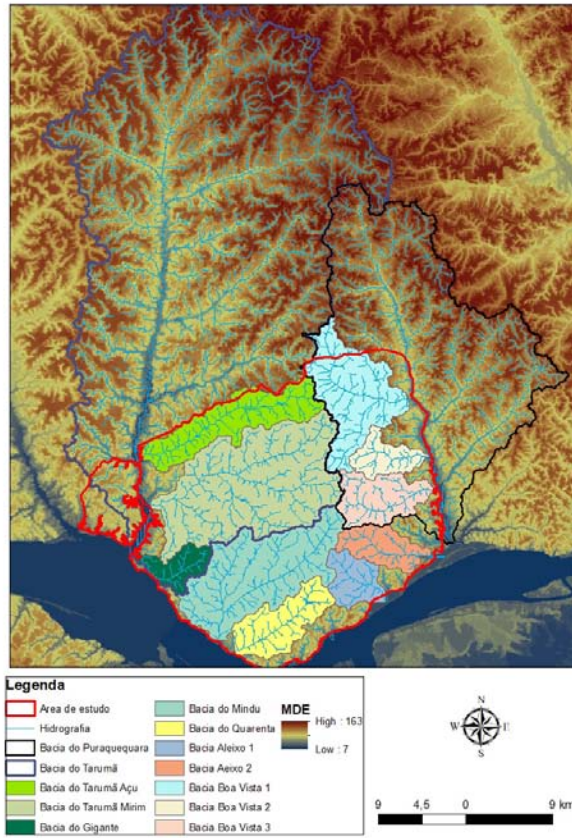 Legenda
Area de estudo
Hidrografia
Bacia do Puraquequara
Bacia do Tarumã
Bacia do Tarumã Açu
Bacia do Tarumã Mirim
Bacia do Gigante
Bacia do Mindu
Bacia do Quarenta
Bacia Aleixo 1
Bacia Aeixo 2
Bacia Boa Vista 1
Bacia Boa Vista 2
Bacia Boa Vista 3
MDE
High : 163
Low : 7
N
W E
S
9 4,5 0 9 km